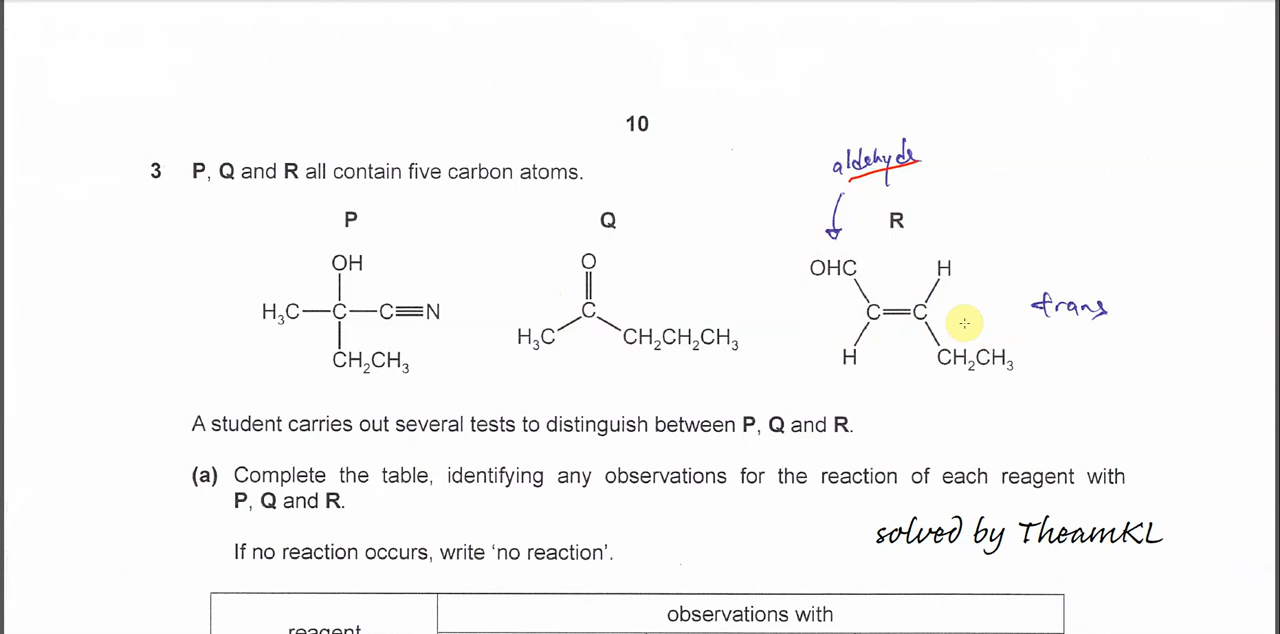 10
aldehyde
3 P, Q and R all contain five carbon atoms.
P
Q
R
OH
H₃C—C—C≡N
CH₂CH₃
O
C
H₃C
CH₂CH₂CH₃
OHC
H
C=C
H
CH₂CH₃
trans
A student carries out several tests to distinguish between P, Q and R.
(a) Complete the table, identifying any observations for the reaction of each reagent with
P, Q and R.
solved by TheamKL
If no reaction occurs, write ‘no reaction’.
observations with
reagent